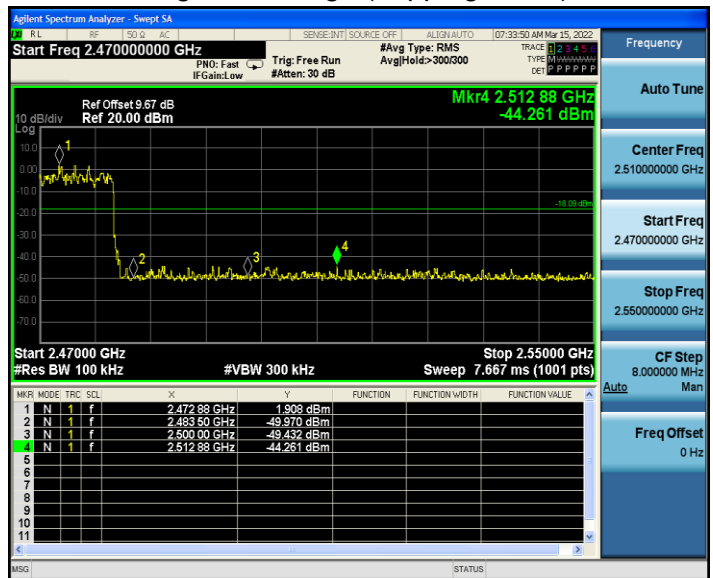 Agilent Spectrum Analyzer - Swept SA
RL RF 50 Ω AC SENSE:INT SOURCE OFF ALIGN AUTO 07:33:50 AM Mar 15, 2022
Start Freq 2.470000000 GHz
PNO: Fast
IFGain:Low
Trig: Free Run
#Atten: 30 dB
#Avg Type: RMS
Avg|Hold:>300/300
TRACE 1 2 3 4 5 6
TYPE M
DET P P P P P P
Ref Offset 9.67 dB
10 dB/div Ref 20.00 dBm
Log
Mkr4 2.512 88 GHz
-44.261 dBm
10.0
0.00
-10.0
-20.0
-30.0
-40.0
-50.0
-60.0
-70.0
1
2
3
4
-18.09 dBm
Start 2.47000 GHz Stop 2.55000 GHz
#Res BW 100 kHz #VBW 300 kHz Sweep 7.667 ms (1001 pts)
MKR MODE TRC SCL X Y FUNCTION FUNCTION WIDTH FUNCTION VALUE
1 N 1 f 2.472 88 GHz 1.908 dBm
2 N 1 f 2.483 50 GHz -49.970 dBm
3 N 1 f 2.500 00 GHz -49.432 dBm
4 N 1 f 2.512 88 GHz -44.261 dBm
5
6
7
8
9
10
11
MSG STATUS
Frequency
Auto Tune
Center Freq
2.510000000 GHz
Start Freq
2.470000000 GHz
Stop Freq
2.550000000 GHz
CF Step
8.000000 MHz
Auto Man
Freq Offset
0 Hz